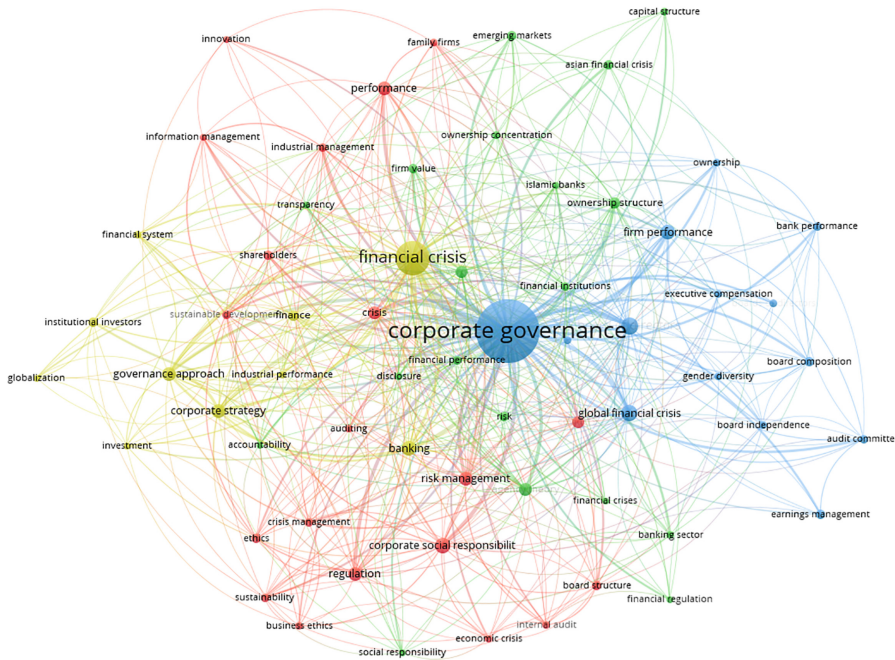 capital structure
innovation
family firms
emerging markets
asian financial crisis
performance
information management
industrial management
ownership concentration
firm value
ownership
islamic banks
transparency
ownership structure
bank performance
financial system
firm performance
shareholders
financial crisis
financial institutions
executive compensation
sustainable developmen
finance
crisis
institutional investors
corporate governance
financial performance
board composition
globalization
governance approach
industrial performance
disclosure
gender diversity
corporate strategy
global financial crisis
risk
board independence
auditing
audit committe
investment
accountability
banking
risk management
financial crises
earnings management
crisis management
banking sector
ethics
corporate social responsibilit
regulation
board structure
sustainability
financial regulation
business ethics
internal audit
economic crisis
social responsibility